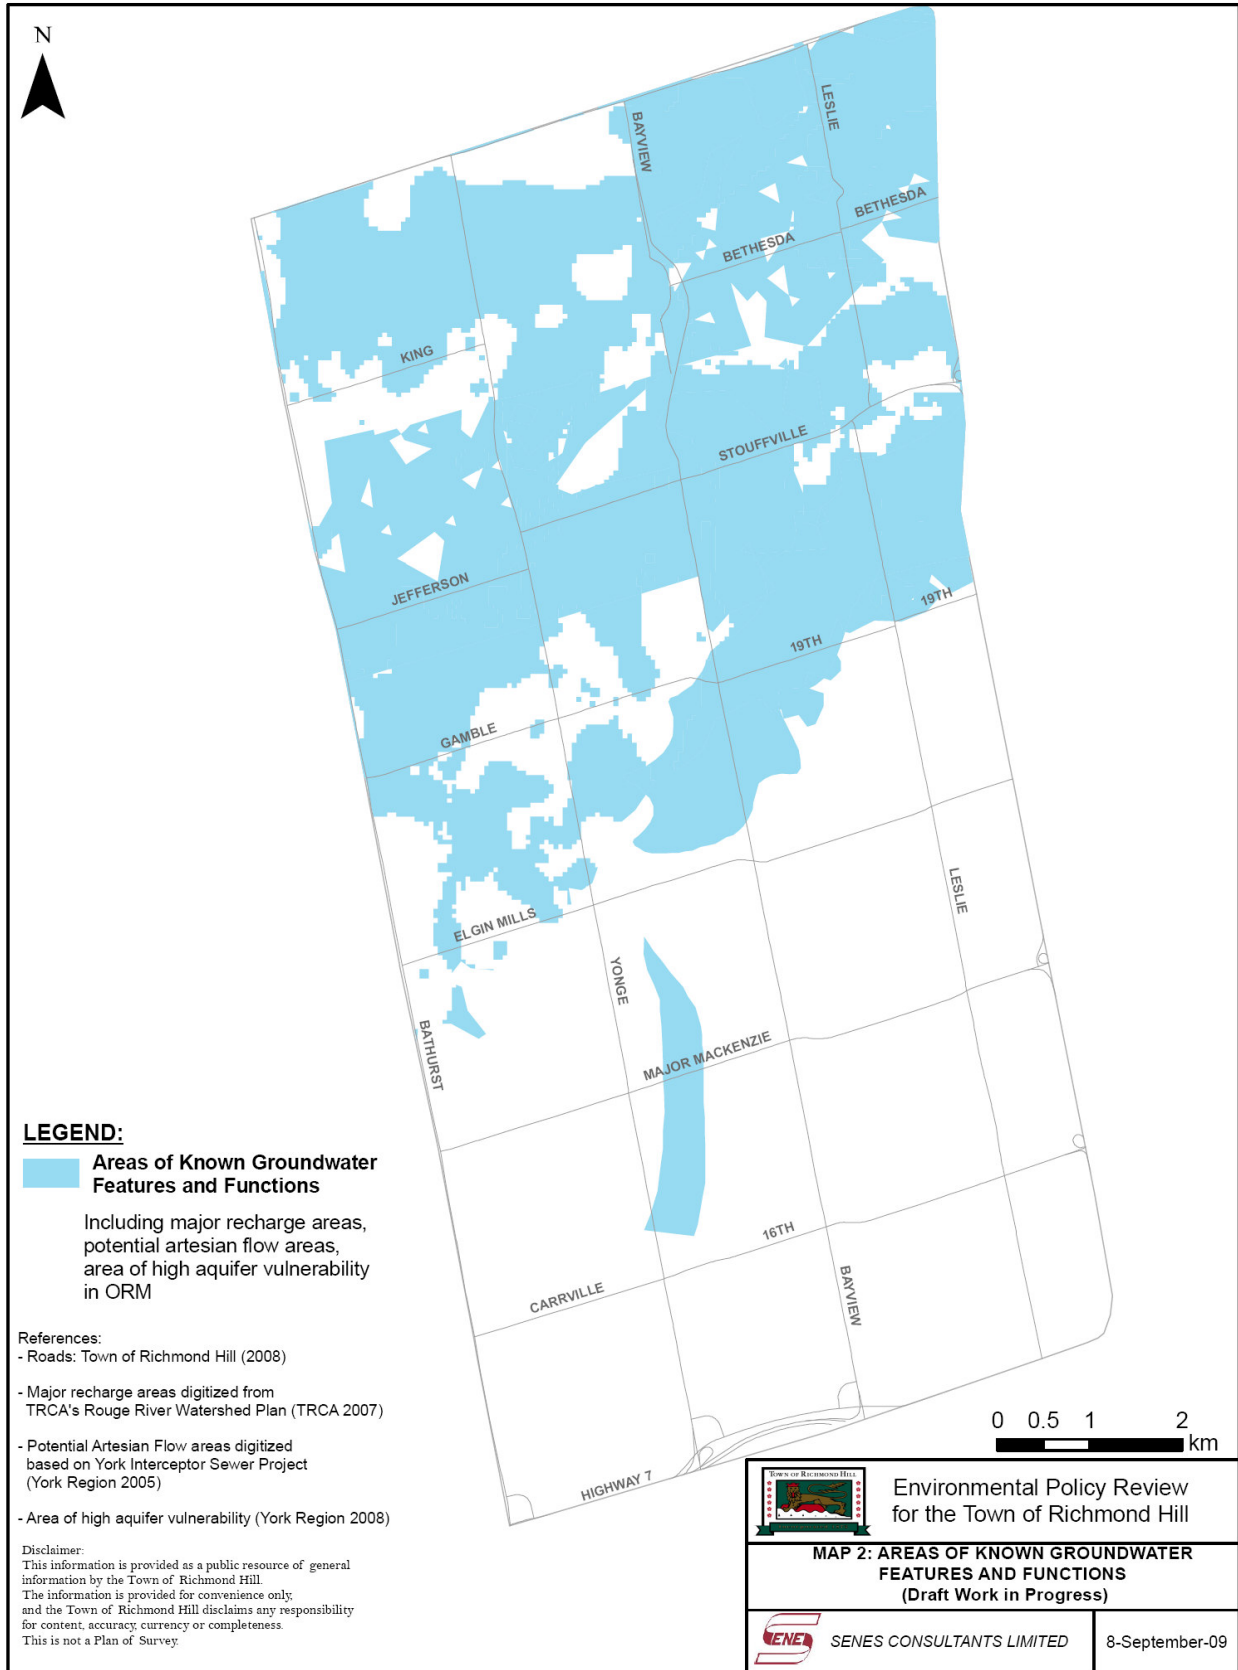 N
BAYVIEW
LESLIE
BETHESDA
BETHESDA
KING
STOUFFVILLE
JEFFERSON
19TH
19TH
GAMBLE
LESLIE
ELGIN MILLS
YONGE
BATHURST
MAJOR MACKENZIE
16TH
CARRVILLE
BAYVIEW
HIGHWAY 7
LEGEND:
Areas of Known Groundwater
Features and Functions
Including major recharge areas,
potential artesian flow areas,
area of high aquifer vulnerability
in ORM
References:
- Roads: Town of Richmond Hill (2008)
- Major recharge areas digitized from
TRCA's Rouge River Watershed Plan (TRCA 2007)
- Potential Artesian Flow areas digitized
based on York Interceptor Sewer Project
(York Region 2005)
- Area of high aquifer vulnerability (York Region 2008)
Disclaimer:
This information is provided as a public resource of general
information by the Town of Richmond Hill.
The information is provided for convenience only,
and the Town of Richmond Hill disclaims any responsibility
for content, accuracy, currency or completeness.
This is not a Plan of Survey.
0 0.5 1 2
km
TOWN OF RICHMOND HILL
Environmental Policy Review
for the Town of Richmond Hill
MAP 2: AREAS OF KNOWN GROUNDWATER
FEATURES AND FUNCTIONS
(Draft Work in Progress)
SENES
SENES CONSULTANTS LIMITED
8-September-09